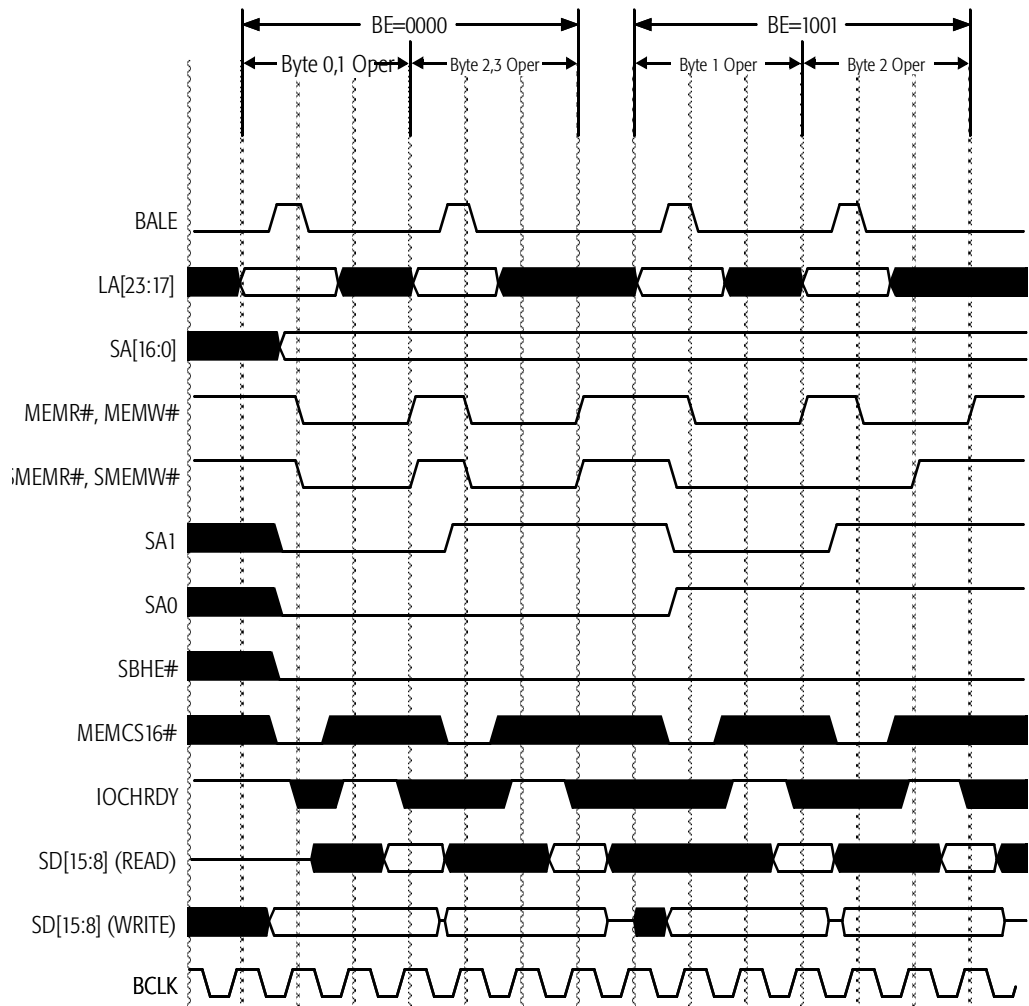 BE=0000 BE=1001
Byte 0,1 Oper Byte 2,3 Oper Byte 1 Oper Byte 2 Oper
BALE
LA[23:17]
SA[16:0]
MEMR#, MEMW#
MEMR#, SMEMW#
SA1
SA0
SBHE#
MEMCS16#
IOCHRDY
SD[15:8] (READ)
SD[15:8] (WRITE)
BCLK